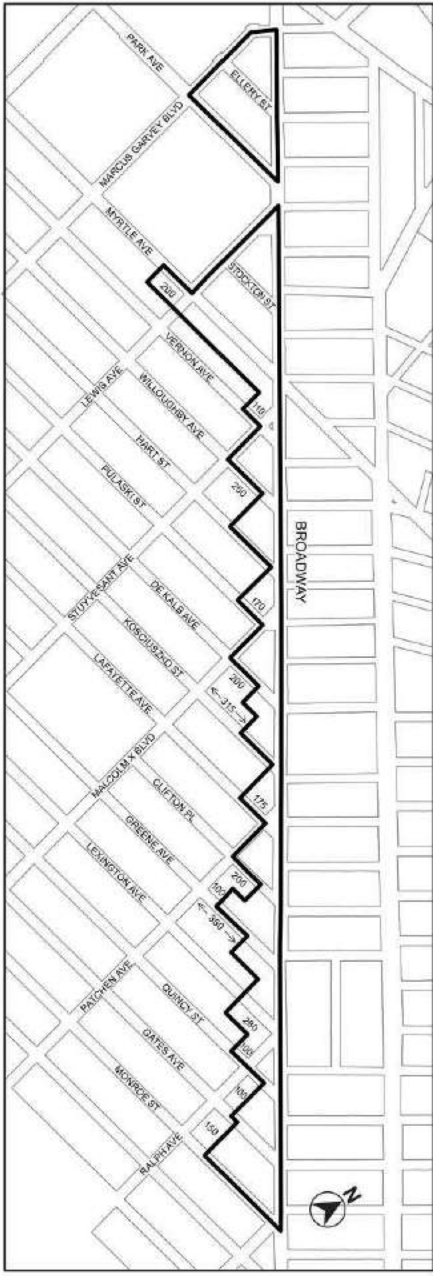 PARK AVE
ELLERY ST
MARCUS GARVEY BLVD
MYRTLE AVE
200
STOCKTON ST
VERNON AVE
LEWIS AVE
WILLOUGHBY AVE
110
HART ST
PULASKI ST
250
BROADWAY
STUYVESANT AVE
170
DE KALB AVE
KOSCIUSZKO ST
200
LAFAYETTE AVE
315
MALCOLM X BLVD
175
CLIFTON PL
GREENE AVE
200
100
LEXINGTON AVE
350
PATCHEN AVE
QUINCY ST
280
100
GATES AVE
100
MONROE ST
150
RALPH AVE
N